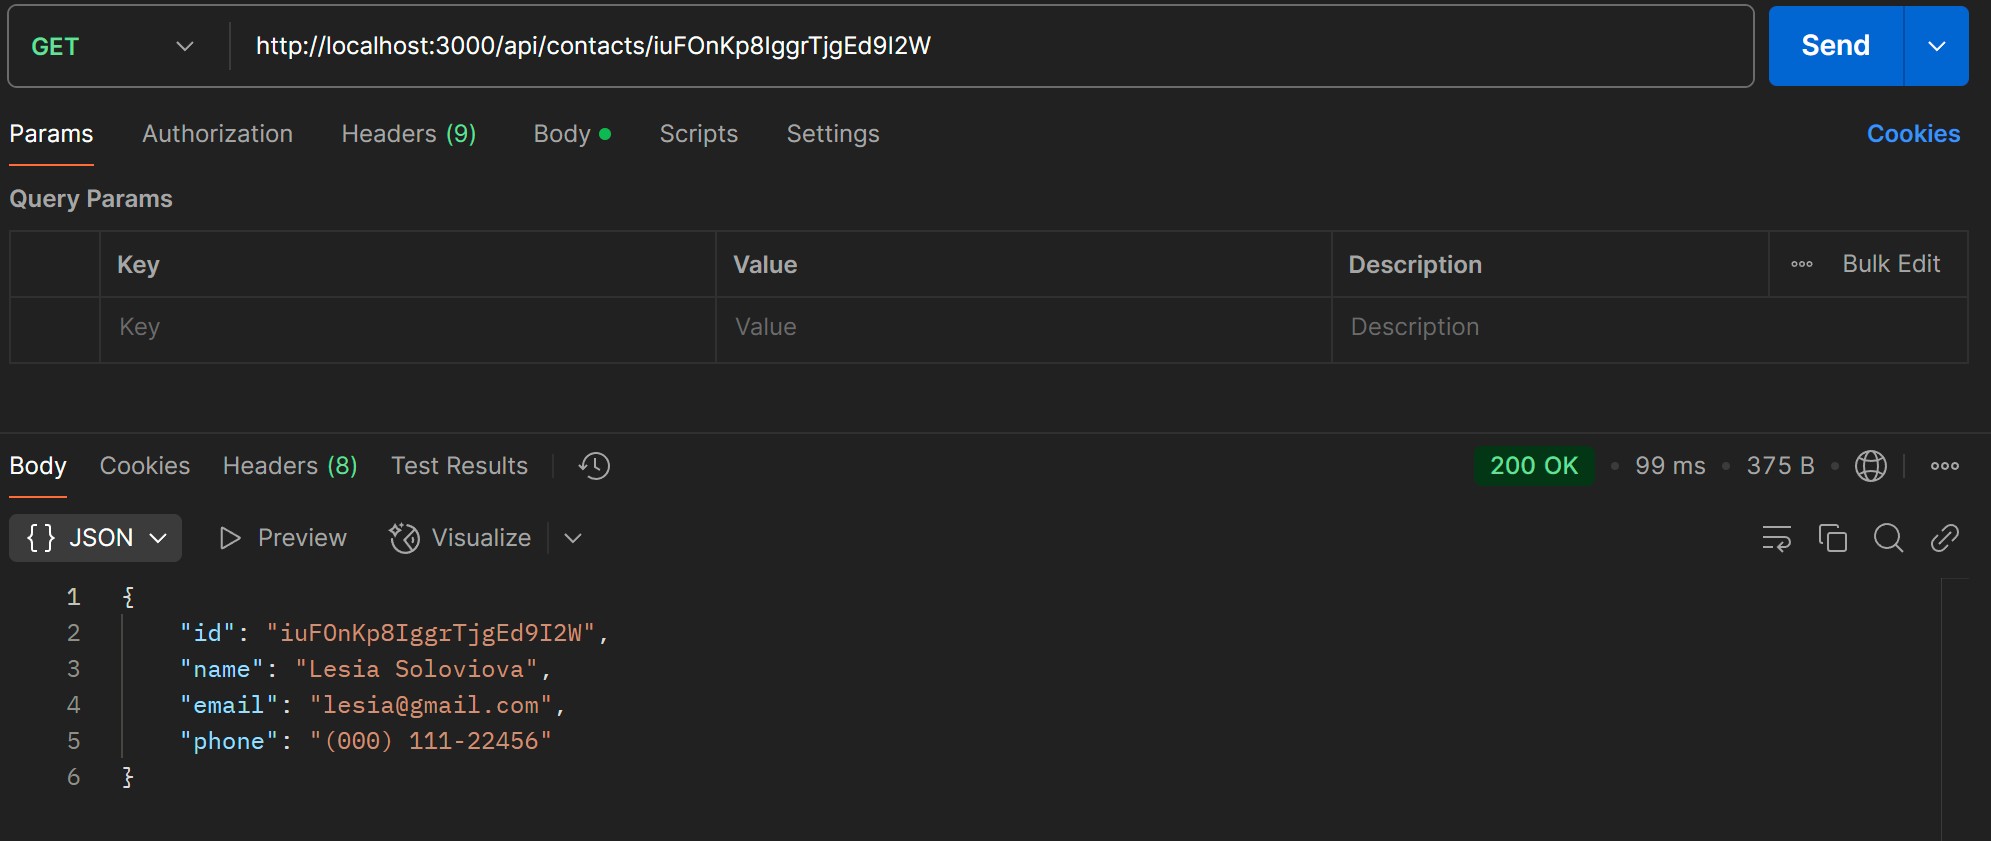 GET http://localhost:3000/api/contacts/iuFOnKp8IggrTjgEd9I2W Send
Params Authorization Headers (9) Body Scripts Settings Cookies
Query Params
Key Value Description Bulk Edit
Key Value Description
Body Cookies Headers (8) Test Results 200 OK • 99 ms • 375 B •
{} JSON Preview Visualize
1 {
2 "id": "iuFOnKp8IggrTjgEd9I2W",
3 "name": "Lesia Soloviova",
4 "email": "lesia@gmail.com",
5 "phone": "(000) 111-22456"
6 }